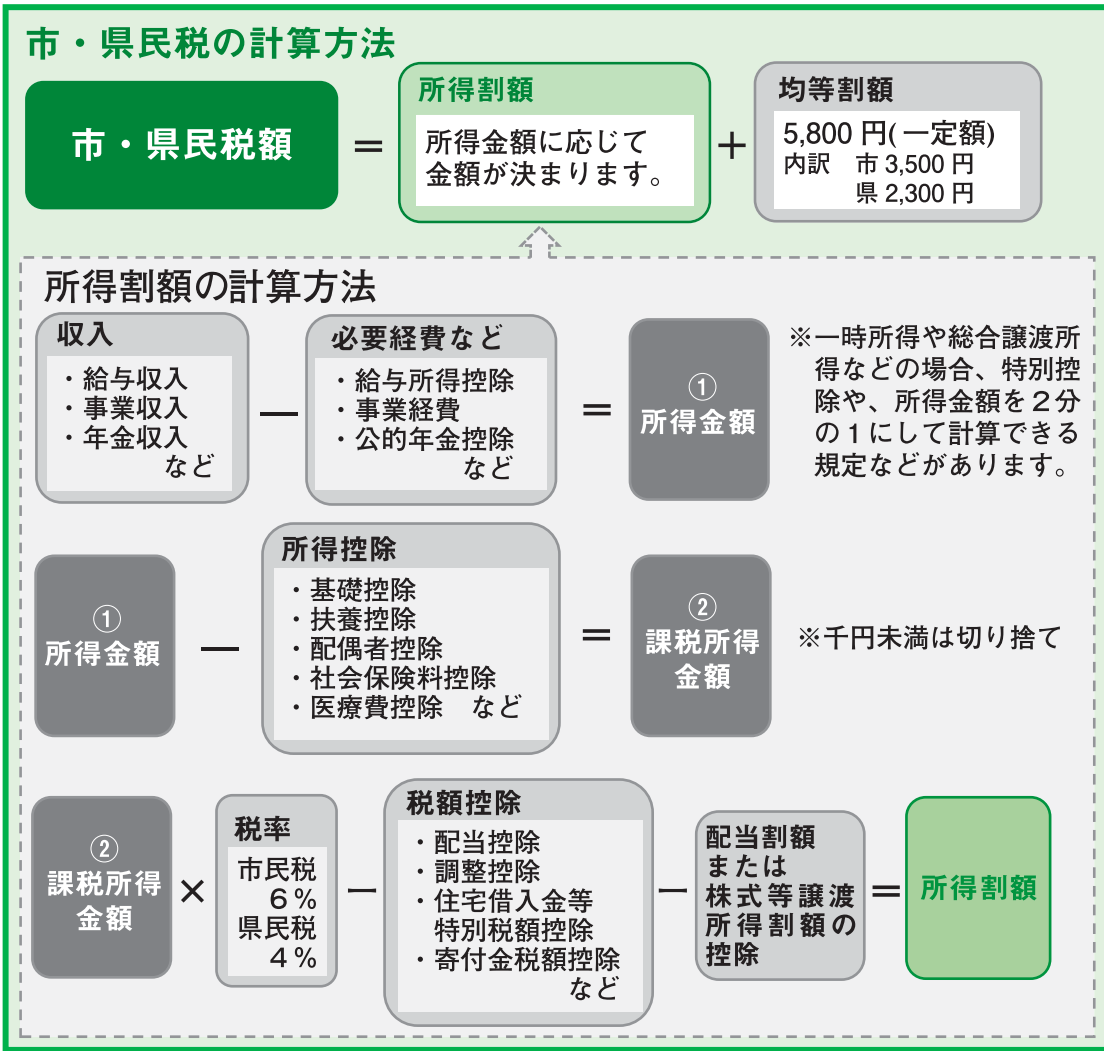 市・県民税の計算方法
市・県民税額
=
所得割額
所得金額に応じて
金額が決まります。
+
均等割額
5,800 円(一定額)
内訳　市 3,500 円
県 2,300 円
所得割額の計算方法
収入
・給与収入
・事業収入
・年金収入
など
―
必要経費など
・給与所得控除
・事業経費
・公的年金控除
など
=
①
所得金額
※一時所得や総合譲渡所
得などの場合、特別控
除や、所得金額を２分
の１にして計算できる
規定などがあります。
①
所得金額
―
所得控除
・基礎控除
・扶養控除
・配偶者控除
・社会保険料控除
・医療費控除　など
=
②
課税所得
金額
※千円未満は切り捨て
②
課税所得
金額
×
税率
市民税
６%
県民税
４%
―
税額控除
・配当控除
・調整控除
・住宅借入金等
特別税額控除
・寄付金税額控除
など
―
配当割額
または
株式等譲渡
所得割額の
控除
=
所得割額